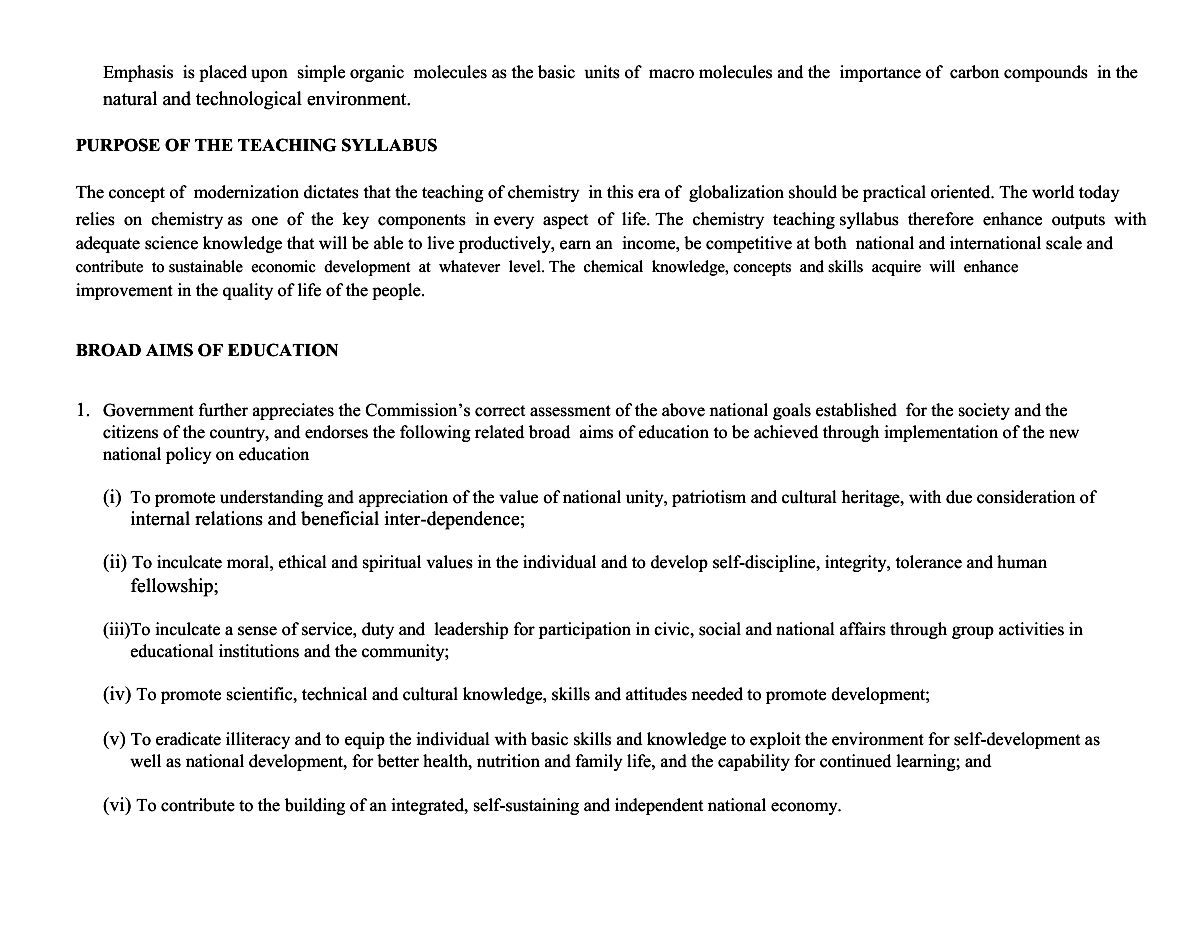 Emphasis is placed upon simple organic molecules as the basic units of macro molecules and the importance of carbon compounds in the
natural and technological environment.
PURPOSE OF THE TEACHING SYLLABUS
The concept of modernization dictates that the teaching of chemistry in this era of globalization should be practical oriented. The world today
relies on chemistry as one of the key components in every aspect of life. The chemistry teaching syllabus therefore enhance outputs with
adequate science knowledge that will be able to live productively, earn an income, be competitive at both national and international scale and
contribute to sustainable economic development at whatever level. The chemical knowledge, concepts and skills acquire will enhance
improvement in the quality of life of the people.
BROAD AIMS OF EDUCATION
1. Government further appreciates the Commission's correct assessment of the above national goals established for the society and the
citizens of the country, and endorses the following related broad aims of education to be achieved through implementation of the new
national policy on education
(i) To promote understanding and appreciation of the value of national unity, patriotism and cultural heritage, with due consideration of
internal relations and beneficial inter-dependence;
(ii) To inculcate moral, ethical and spiritual values in the individual and to develop self-discipline, integrity, tolerance and human
fellowship;
(iii)To inculcate a sense of service, duty and leadership for participation in civic, social and national affairs through group activities in
educational institutions and the community;
(iv) To promote scientific, technical and cultural knowledge, skills and attitudes needed to promote development;
(v) To eradicate illiteracy and to equip the individual with basic skills and knowledge to exploit the environment for self-development as
well as national development, for better health, nutrition and family life, and the capability for continued learning; and
(vi) To contribute to the building of an integrated, self-sustaining and independent national economy.